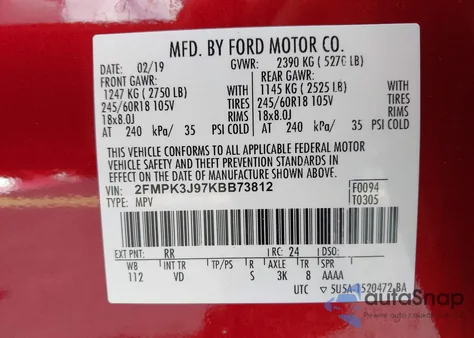 MFD. BY FORD MOTOR CO.
DATE: 02/19 GVWR: 2390 KG ( 5270 LB)
FRONT GAWR: REAR GAWR:
1247 KG ( 2750 LB) 1145 KG ( 2525 LB)
245/60R18 105V TIRES 245/60R18 105V TIRES
18x8.0J RIMS 18x8.0J RIMS
AT 240 kPa/ 35 PSI COLD AT 240 kPa/ 35 PSI COLD
THIS VEHICLE CONFORMS TO ALL APPLICABLE FEDERAL MOTOR
VEHICLE SAFETY AND THEFT PREVENTION STANDARDS IN
EFFECT ON THE DATE OF MANUFACTURE SHOWN ABOVE.
VIN: 2FMPK3J97KBB73812 F0094
TYPE: MPV T0305
EXT PNT: RR RC: 24 DSO:
WB INT TR TP/PS R AXLE TR SPR
112 VD S 3K 8 AAAA
UTC 5U5A-1520472-BA
autoSnap